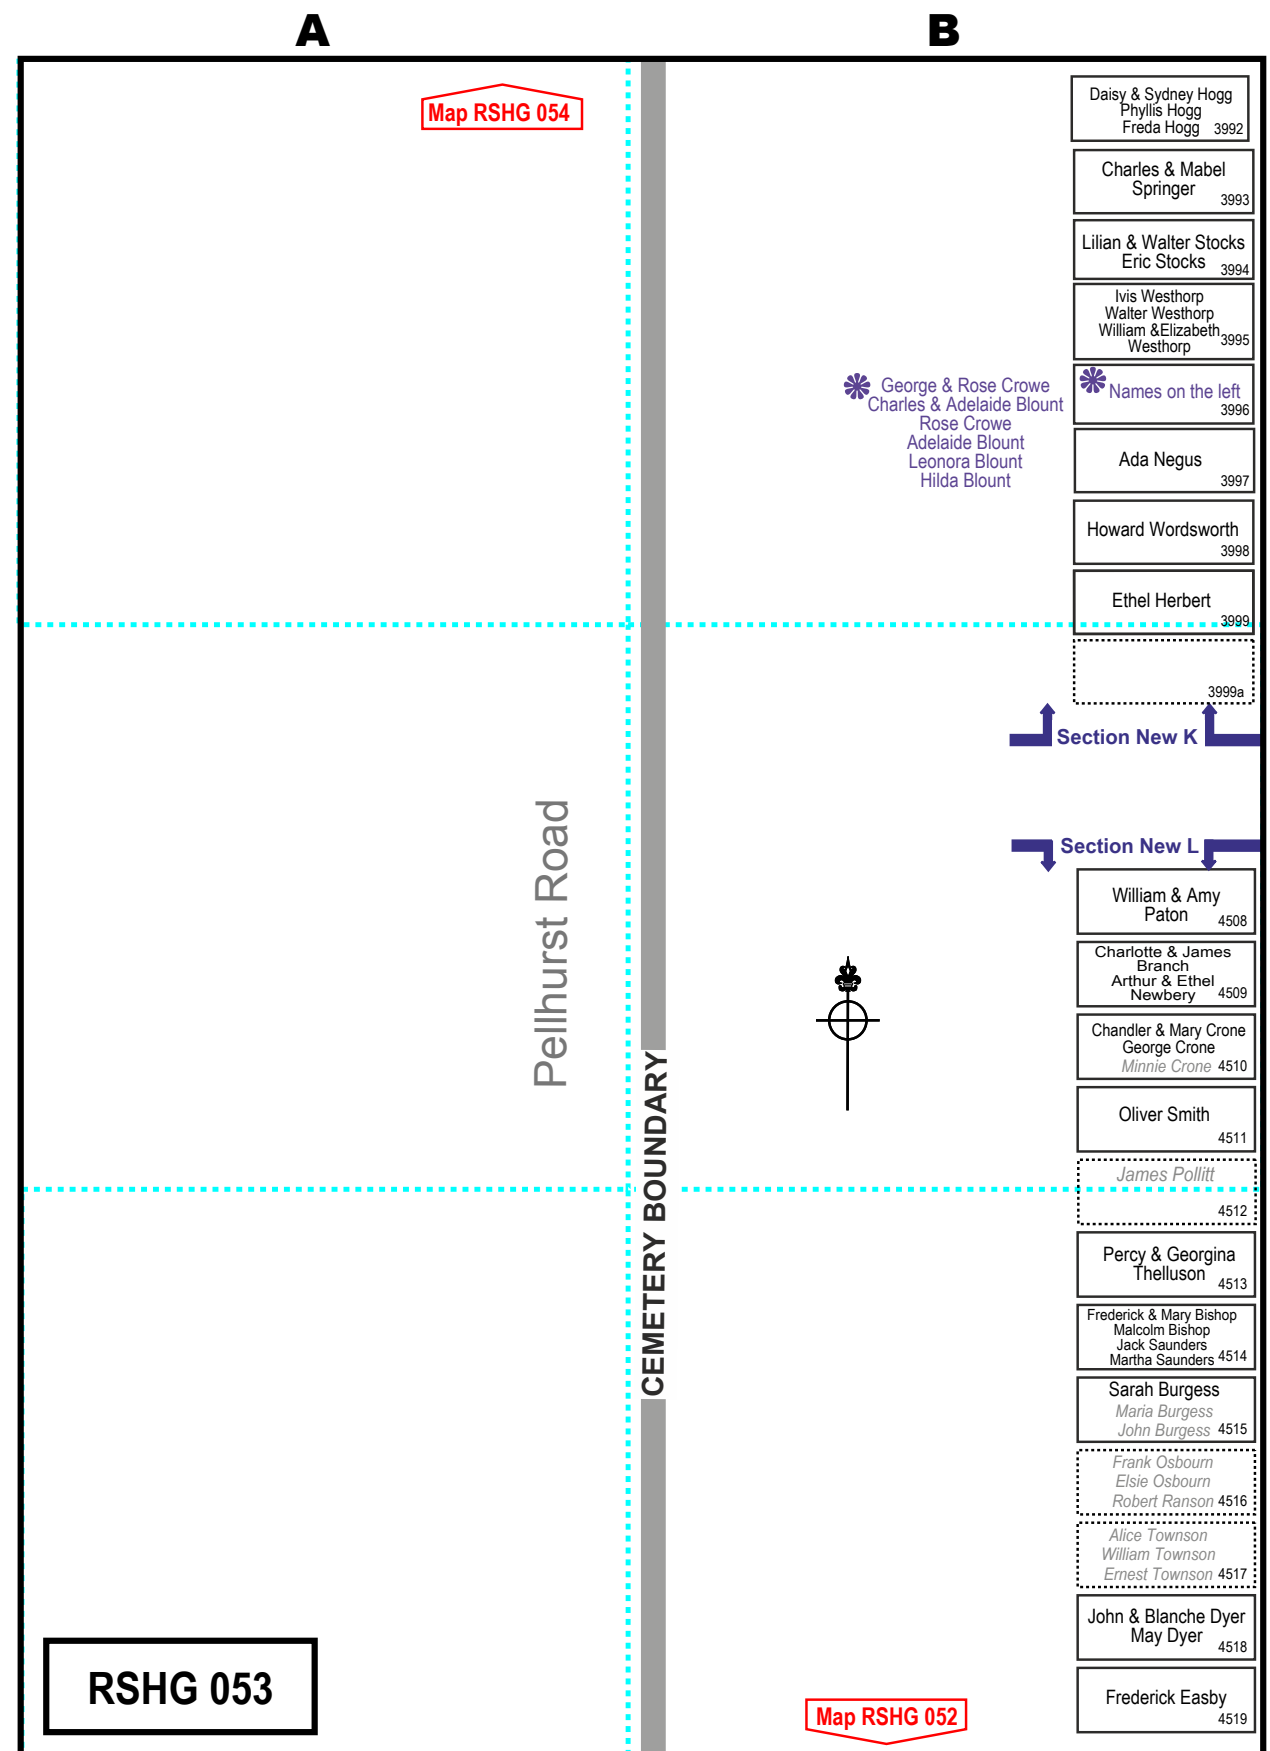 A
B
Map RSHG 054
Daisy & Sydney Hogg
Phyllis Hogg
Freda Hogg 3992
Charles & Mabel
Springer
3993
Lilian & Walter Stocks
Eric Stocks
3994
Ivis Westhorp
Walter Westhorp
William &Elizabeth
Westhorp
3995
George & Rose Crowe
Charles & Adelaide Blount
Rose Crowe
Adelaide Blount
Leonora Blount
Hilda Blount
Names on the left
3996
Ada Negus
3997
Howard Wordsworth
3998
Ethel Herbert
3999
3999a
Section New K
Section New L
Pellhurst Road
CEMETERY BOUNDARY
William & Amy
Paton
4508
Charlotte & James
Branch
Arthur & Ethel
Newbery 4509
Chandler & Mary Crone
George Crone
Minnie Crone 4510
Oliver Smith
4511
James Pollitt
4512
Percy & Georgina
Thelluson
4513
Frederick & Mary Bishop
Malcolm Bishop
Jack Saunders
Martha Saunders 4514
Sarah Burgess
Maria Burgess
John Burgess 4515
Frank Osbourn
Elsie Osbourn
Robert Ranson 4516
Alice Townson
William Townson
Ernest Townson 4517
John & Blanche Dyer
May Dyer
4518
Frederick Easby
4519
RSHG 053
Map RSHG 052